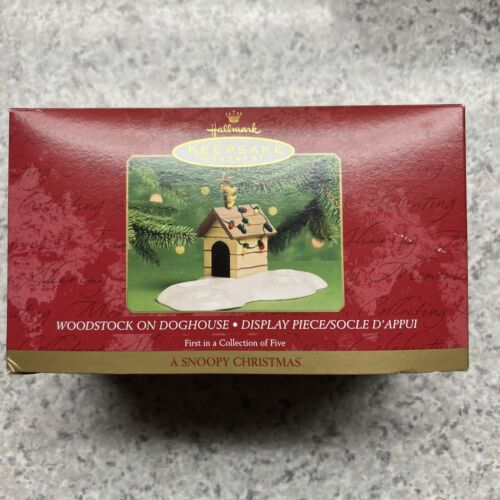 Hallmark
KEEPSAKE
ORNAMENT
WOODSTOCK ON DOGHOUSE • DISPLAY PIECE/SOCLE D'APPUI
First in a Collection of Five
A SNOOPY CHRISTMAS